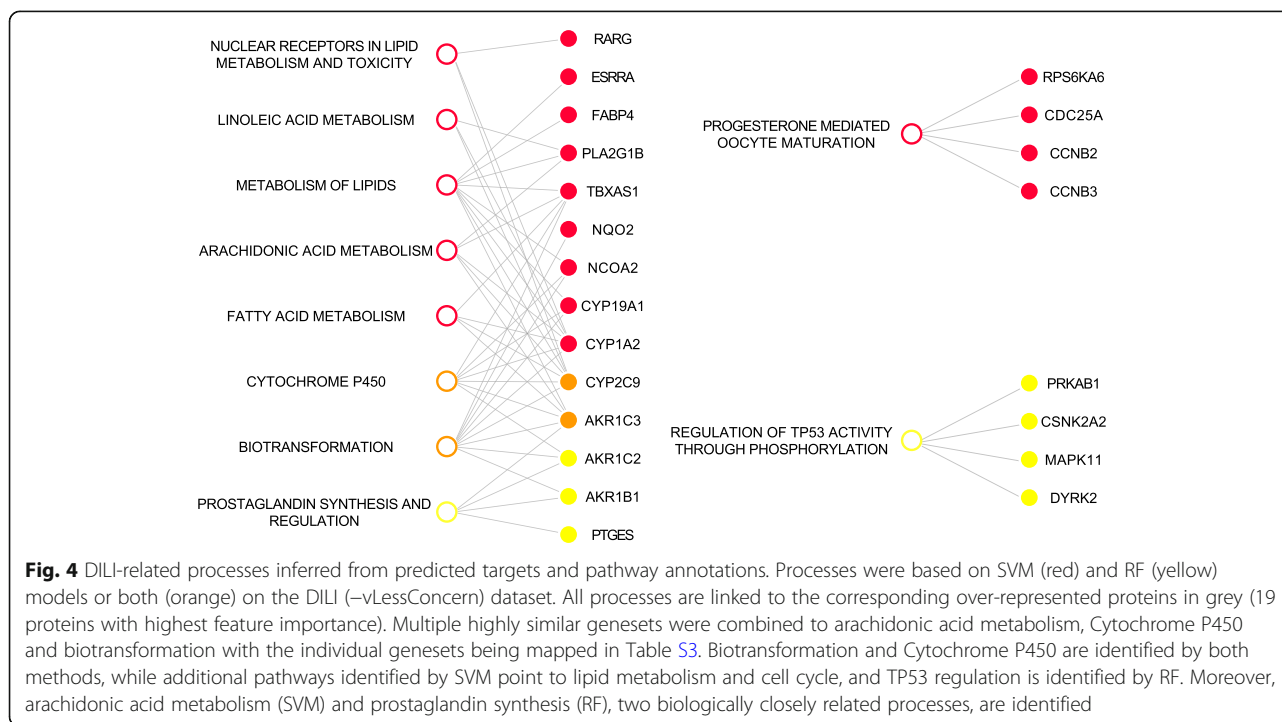 NUCLEAR RECEPTORS IN LIPID
METABOLISM AND TOXICITY
LINOLEIC ACID METABOLISM
METABOLISM OF LIPIDS
ARACHIDONIC ACID METABOLISM
FATTY ACID METABOLISM
CYTOCHROME P450
BIOTRANSFORMATION
PROSTAGLANDIN SYNTHESIS AND
REGULATION
RARG
ESRRA
FABP4
PLA2G1B
TBXAS1
NQO2
NCOA2
CYP19A1
CYP1A2
CYP2C9
AKR1C3
AKR1C2
AKR1B1
PTGES
PROGESTERONE MEDIATED
OOCYTE MATURATION
RPS6KA6
CDC25A
CCNB2
CCNB3
REGULATION OF TP53 ACTIVITY
THROUGH PHOSPHORYLATION
PRKAB1
CSNK2A2
MAPK11
DYRK2
Fig. 4 DILI-related processes inferred from predicted targets and pathway annotations. Processes were based on SVM (red) and RF (yellow)
models or both (orange) on the DILI (−vLessConcern) dataset. All processes are linked to the corresponding over-represented proteins in grey (19
proteins with highest feature importance). Multiple highly similar genesets were combined to arachidonic acid metabolism, Cytochrome P450
and biotransformation with the individual genesets being mapped in Table S3. Biotransformation and Cytochrome P450 are identified by both
methods, while additional pathways identified by SVM point to lipid metabolism and cell cycle, and TP53 regulation is identified by RF. Moreover,
arachidonic acid metabolism (SVM) and prostaglandin synthesis (RF), two biologically closely related processes, are identified